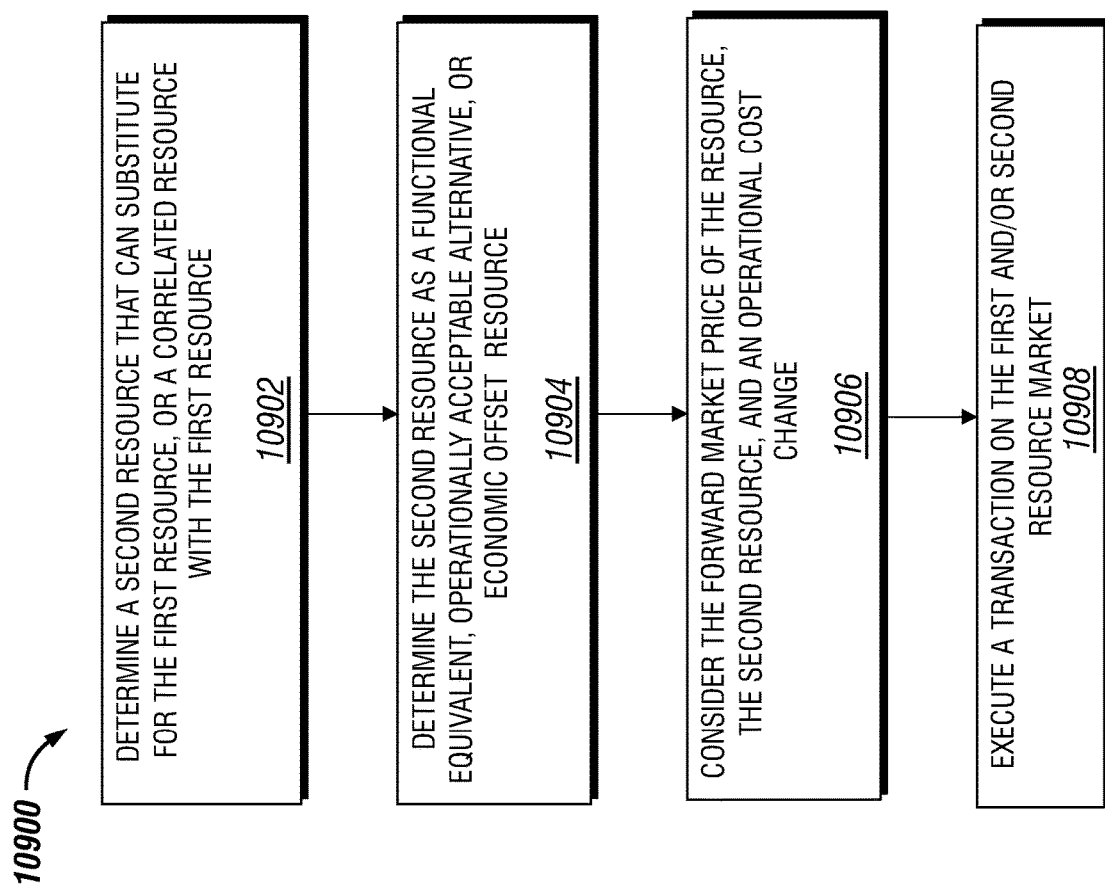 10900
DETERMINE A SECOND RESOURCE THAT CAN SUBSTITUTE
FOR THE FIRST RESOURCE, OR A CORRELATED RESOURCE
WITH THE FIRST RESOURCE
10902
DETERMINE THE SECOND RESOURCE AS A FUNCTIONAL
EQUIVALENT, OPERATIONALLY ACCEPTABLE ALTERNATIVE, OR
ECONOMIC OFFSET RESOURCE
10904
CONSIDER THE FORWARD MARKET PRICE OF THE RESOURCE,
THE SECOND RESOURCE, AND AN OPERATIONAL COST
CHANGE
10906
EXECUTE A TRANSACTION ON THE FIRST AND/OR SECOND
RESOURCE MARKET
10908